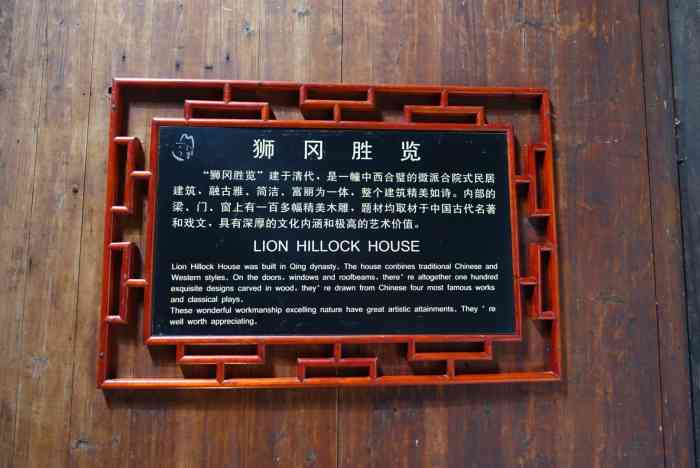 狮冈胜览
“狮冈胜览”建于清代，是一幢中西合璧的徽派合院式民居
建筑，融古雅、简洁、富丽为一体，整个建筑精美如诗。内部的
梁、门、窗上有一百多幅精美木雕，题材均取材于中国古代名著
和戏文，具有深厚的文化内涵和极高的艺术价值。
LION HILLOCK HOUSE
Lion Hillock House was built in Qing dynasty。The house conbines traditional Chinese and
Western styles。On the doors、windows and roofbeams、there're altogether one hundred
exquisite designs carved in wood、they're drawn from Chinese four most famous works
and classical plays。
These wonderful workmanship excelling nature have great artistic attainments。They 're
well worth appreciating。